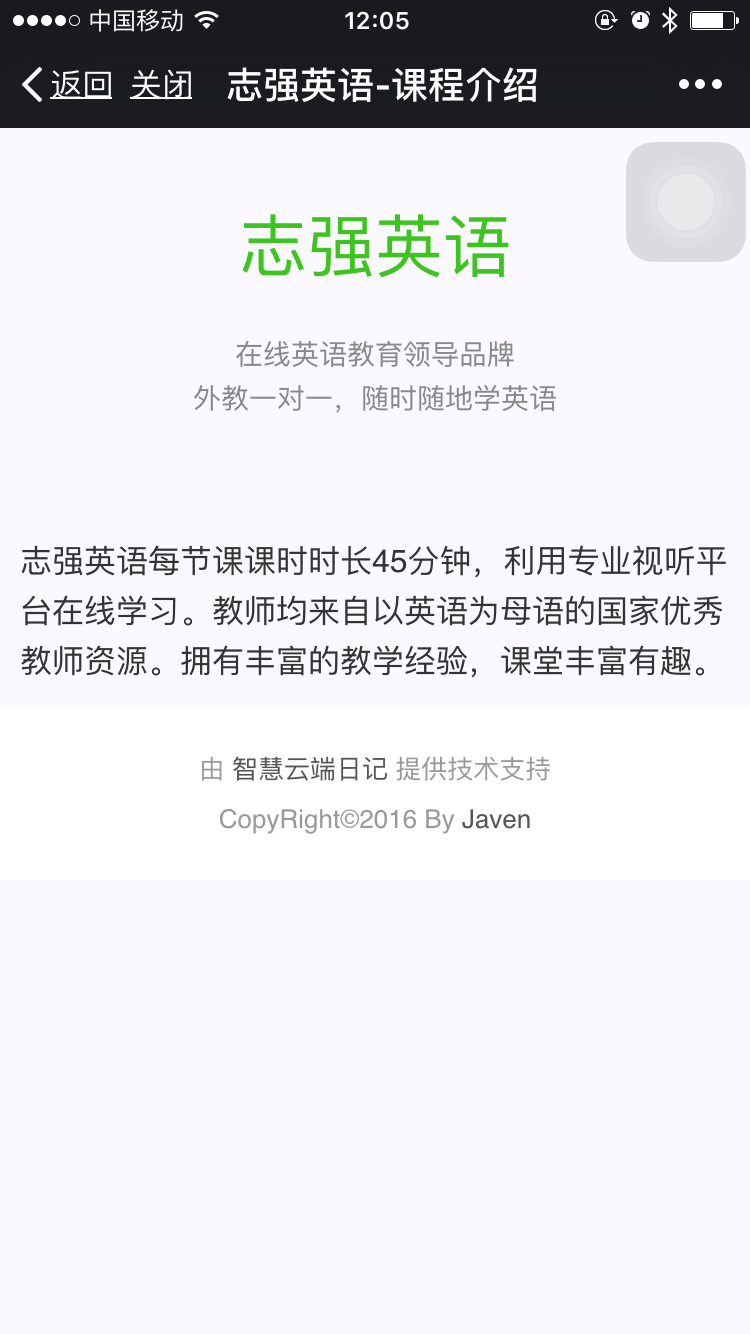 中国移动 12:05
返回 关闭 志强英语-课程介绍
志强英语
在线英语教育领导品牌
外教一对一，随时随地学英语
志强英语每节课课时时长45分钟，利用专业视听平
台在线学习。教师均来自以英语为母语的国家优秀
教师资源。拥有丰富的教学经验，课堂丰富有趣。
由 智慧云端日记 提供技术支持
CopyRight©2016 By Javen